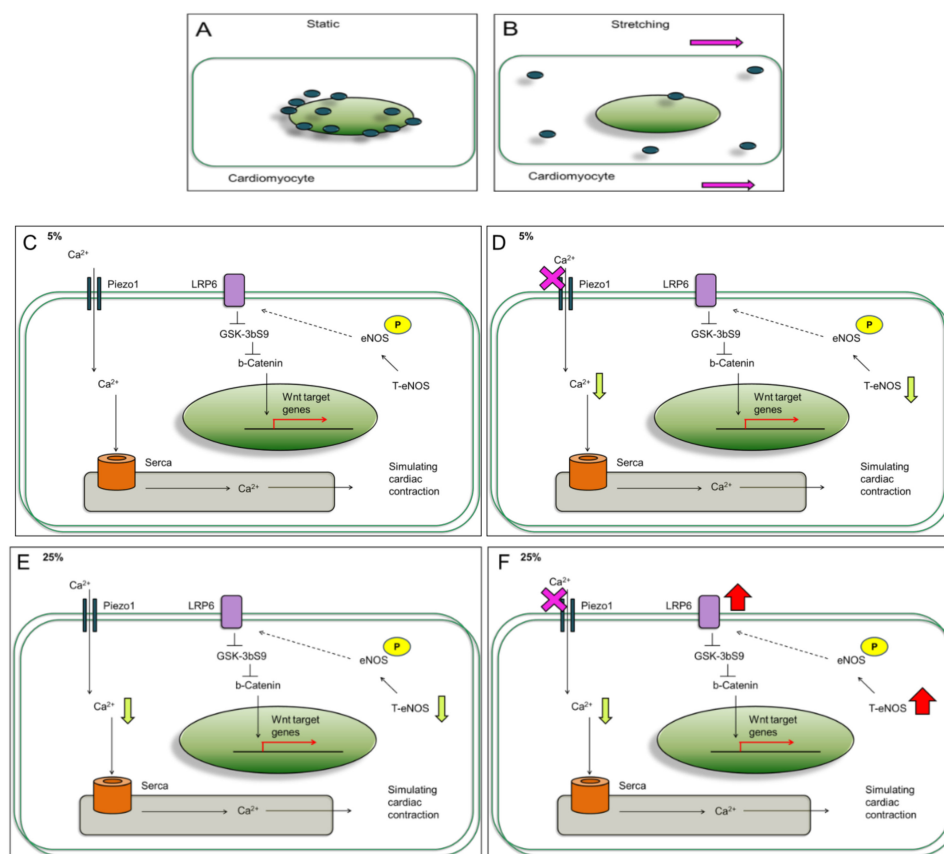 A
Static
Cardiomyocyte
B
Stretching
Cardiomyocyte
C
5%
Ca²⁺
Piezo1
LRP6
GSK-3bS9
P
eNOS
b-Catenin
T-eNOS
Ca²⁺
Wnt target
genes
Serca
Ca²⁺
Simulating
cardiac
contraction
D
5%
Ca²⁺
Piezo1
LRP6
GSK-3bS9
P
eNOS
b-Catenin
T-eNOS
Ca²⁺
Wnt target
genes
Serca
Ca²⁺
Simulating
cardiac
contraction
E
25%
Ca²⁺
Piezo1
LRP6
GSK-3bS9
P
eNOS
b-Catenin
T-eNOS
Ca²⁺
Wnt target
genes
Serca
Ca²⁺
Simulating
cardiac
contraction
F
25%
Ca²⁺
Piezo1
LRP6
GSK-3bS9
P
eNOS
b-Catenin
T-eNOS
Ca²⁺
Wnt target
genes
Serca
Ca²⁺
Simulating
cardiac
contraction